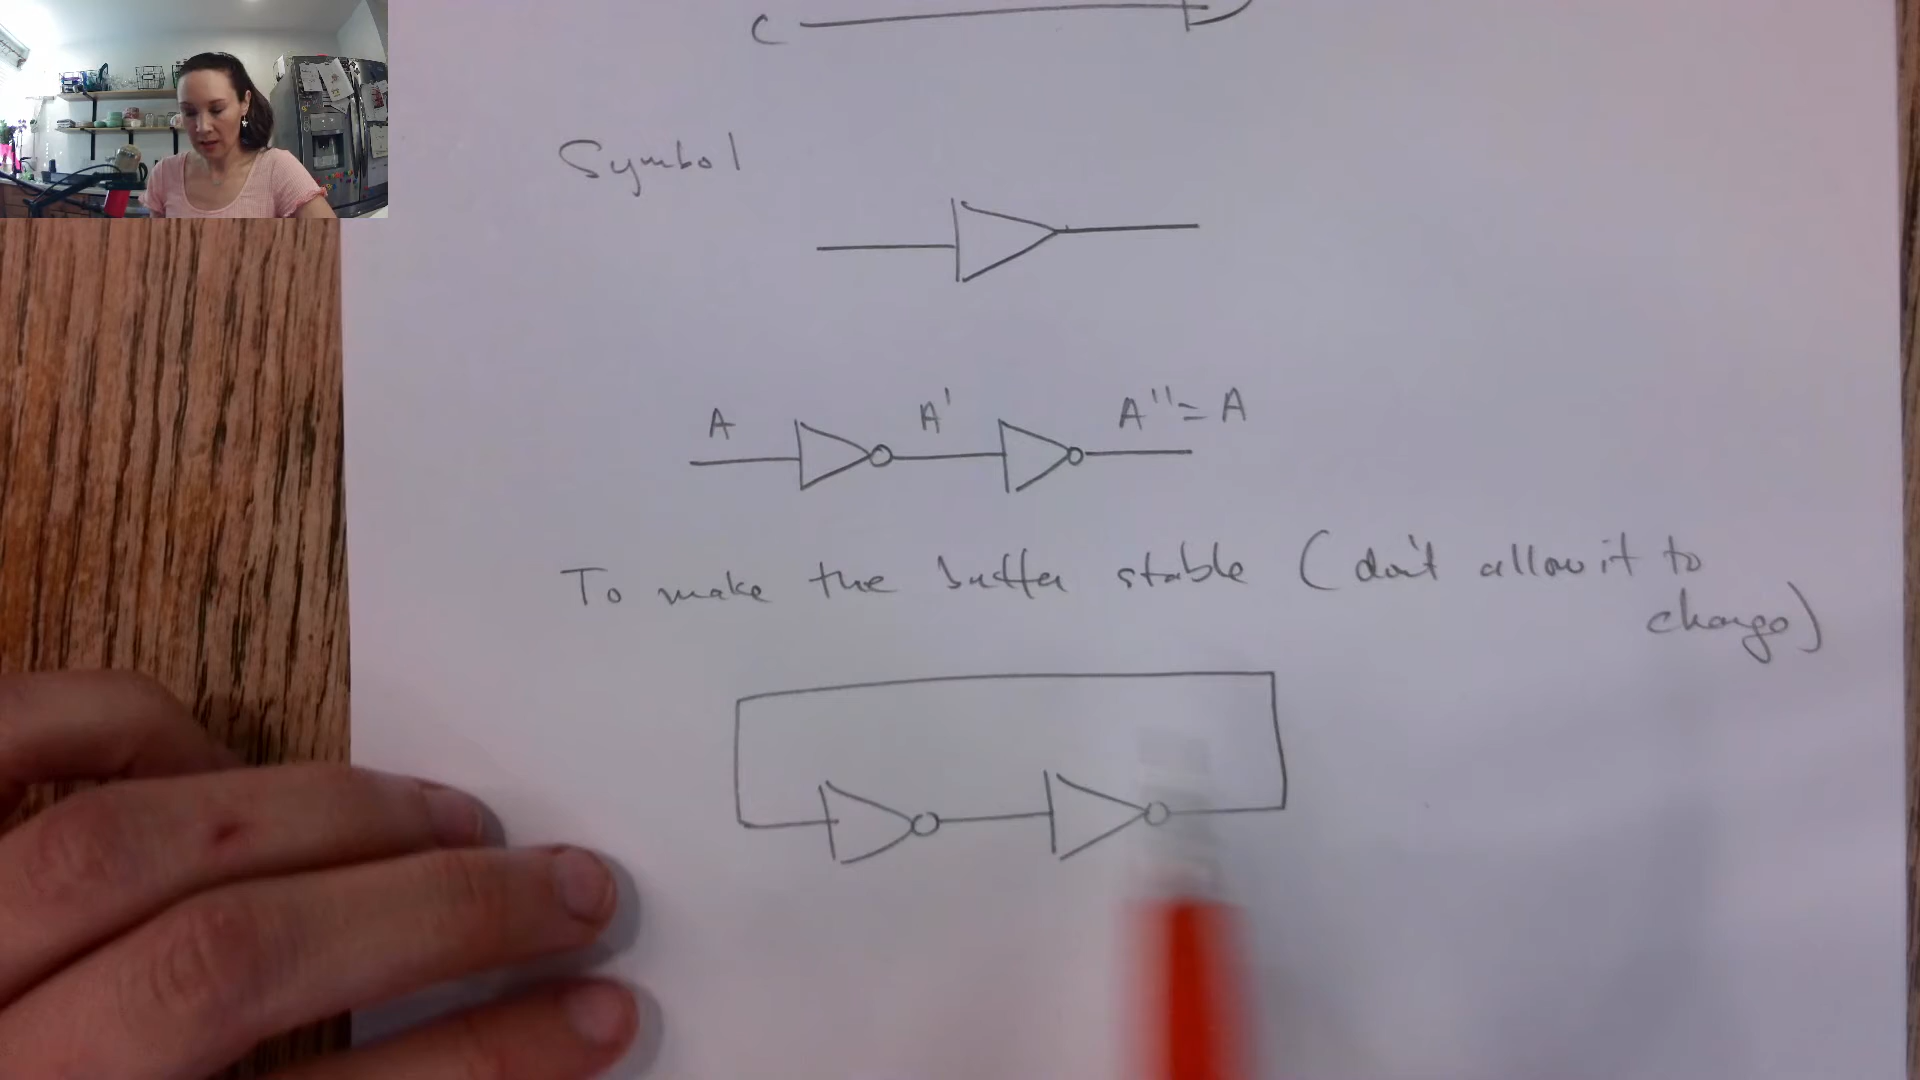 C
Symbol
A A' A'' = A
To make the buffer stable (don't allow it to
change)